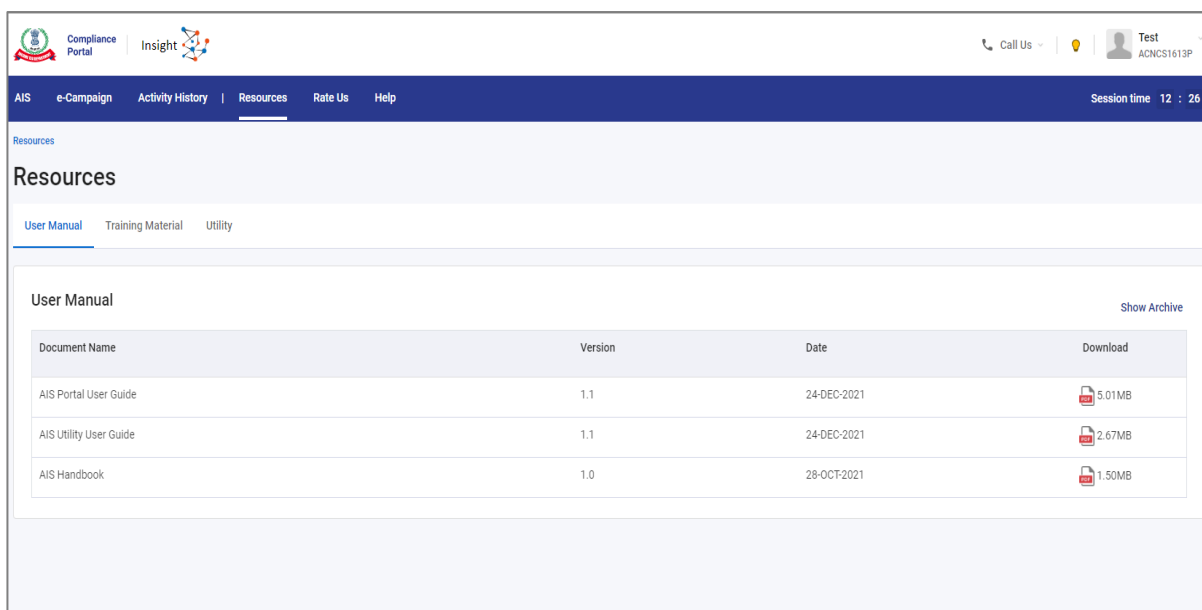 Compliance Portal Insight Call Us Test
ACNCS1613P
AIS e-Campaign Activity History | Resources Rate Us Help Session time 12 : 26
Resources
Resources
User Manual Training Material Utility
User Manual
Show Archive
Document Name Version Date Download
AIS Portal User Guide 1.1 24-DEC-2021 PDF 5.01MB
AIS Utility User Guide 1.1 24-DEC-2021 PDF 2.67MB
AIS Handbook 1.0 28-OCT-2021 PDF 1.50MB